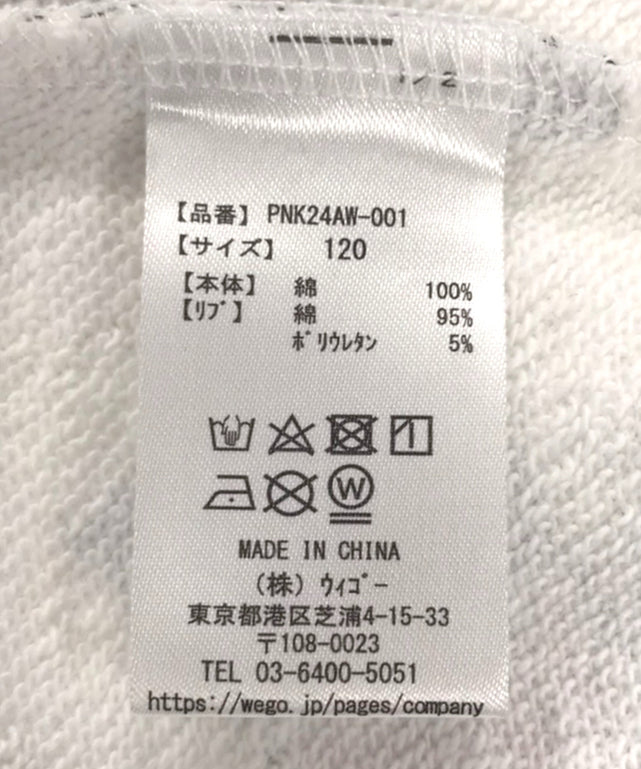 【品番】 PNK24AW-001
【サイズ】 120
【本体】 綿 100%
【ﾘﾌﾞ】 綿 95%
ﾎﾟﾘｳﾚﾀﾝ 5%
W
MADE IN CHINA
(株) ｳｨｺﾞｰ
東京都港区芝浦4-15-33
〒108-0023
TEL 03-6400-5051
https://wego.jp/pages/company